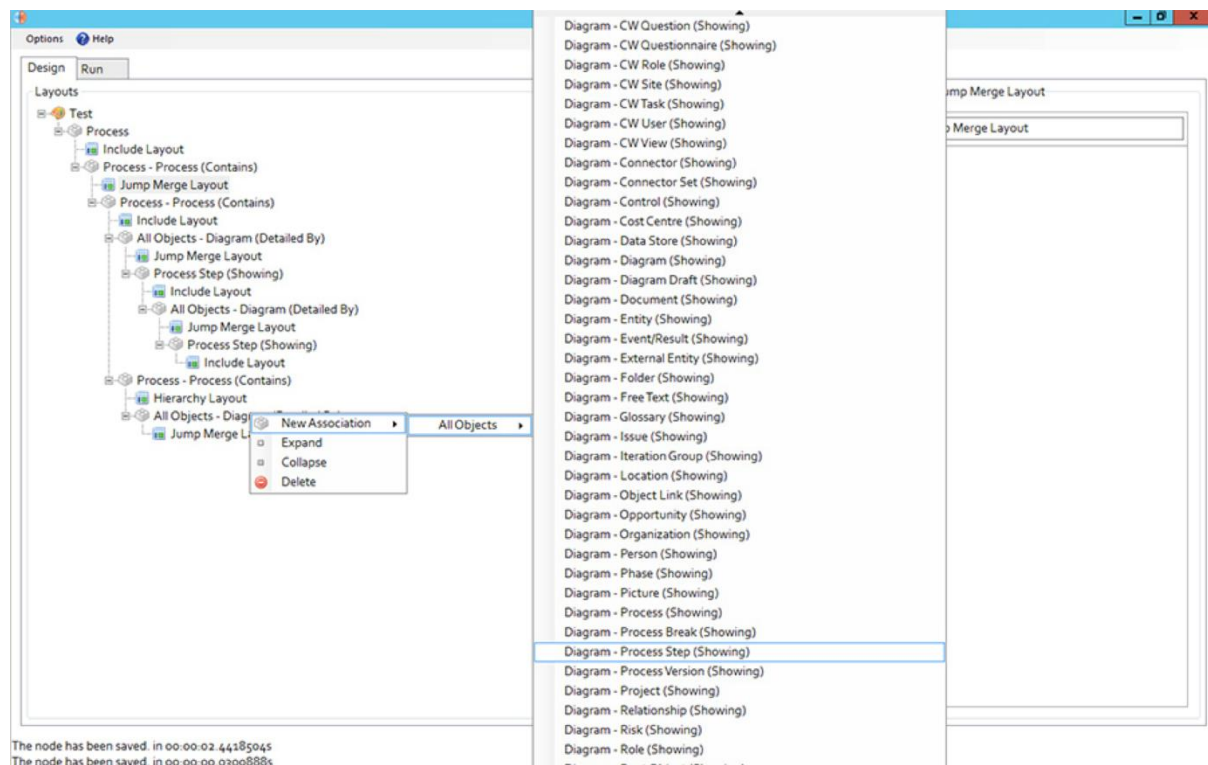 Options Help
Design Run
Layouts
Test
Process
Include Layout
Process - Process (Contains)
Jump Merge Layout
Process - Process (Contains)
Include Layout
All Objects - Diagram (Detailed By)
Jump Merge Layout
Process Step (Showing)
Include Layout
All Objects - Diagram (Detailed By)
Jump Merge Layout
Process Step (Showing)
Include Layout
Process - Process (Contains)
Hierarchy Layout
All Objects - Diag
Jump Merge L
New Association
Expand
Collapse
Delete
All Objects
Diagram - CW Question (Showing)
Diagram - CW Questionnaire (Showing)
Diagram - CW Role (Showing)
Diagram - CW Site (Showing)
Diagram - CW Task (Showing)
Diagram - CW User (Showing)
Diagram - CW View (Showing)
Diagram - Connector (Showing)
Diagram - Connector Set (Showing)
Diagram - Control (Showing)
Diagram - Cost Centre (Showing)
Diagram - Data Store (Showing)
Diagram - Diagram (Showing)
Diagram - Diagram Draft (Showing)
Diagram - Document (Showing)
Diagram - Entity (Showing)
Diagram - Event/Result (Showing)
Diagram - External Entity (Showing)
Diagram - Folder (Showing)
Diagram - Free Text (Showing)
Diagram - Glossary (Showing)
Diagram - Issue (Showing)
Diagram - Iteration Group (Showing)
Diagram - Location (Showing)
Diagram - Object Link (Showing)
Diagram - Opportunity (Showing)
Diagram - Organization (Showing)
Diagram - Person (Showing)
Diagram - Phase (Showing)
Diagram - Picture (Showing)
Diagram - Process (Showing)
Diagram - Process Break (Showing)
Diagram - Process Step (Showing)
Diagram - Process Version (Showing)
Diagram - Project (Showing)
Diagram - Relationship (Showing)
Diagram - Risk (Showing)
Diagram - Role (Showing)
ump Merge Layout
Merge Layout
The node has been saved. in 00:00:02.4418504s
The node has been saved. in 00:00:00.0300888s